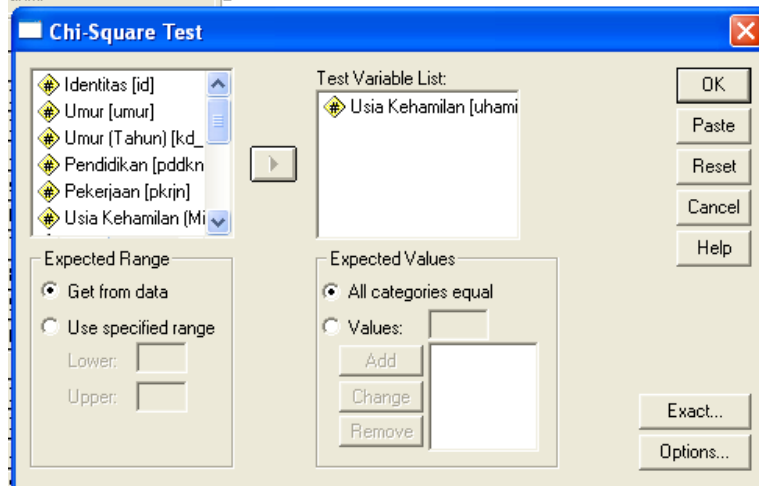 Chi-Square Test
Identitas [id]
Umur [umur]
Umur (Tahun) [kd_
Pendidikan [pddkn
Pekerjaan [pkrjn]
Usia Kehamilan (Mi
Test Variable List:
Usia Kehamilan [uhami
OK
Paste
Reset
Cancel
Help
Expected Range
Get from data
Use specified range
Lower:
Upper:
Expected Values
All categories equal
Values:
Add
Change
Remove
Exact...
Options...